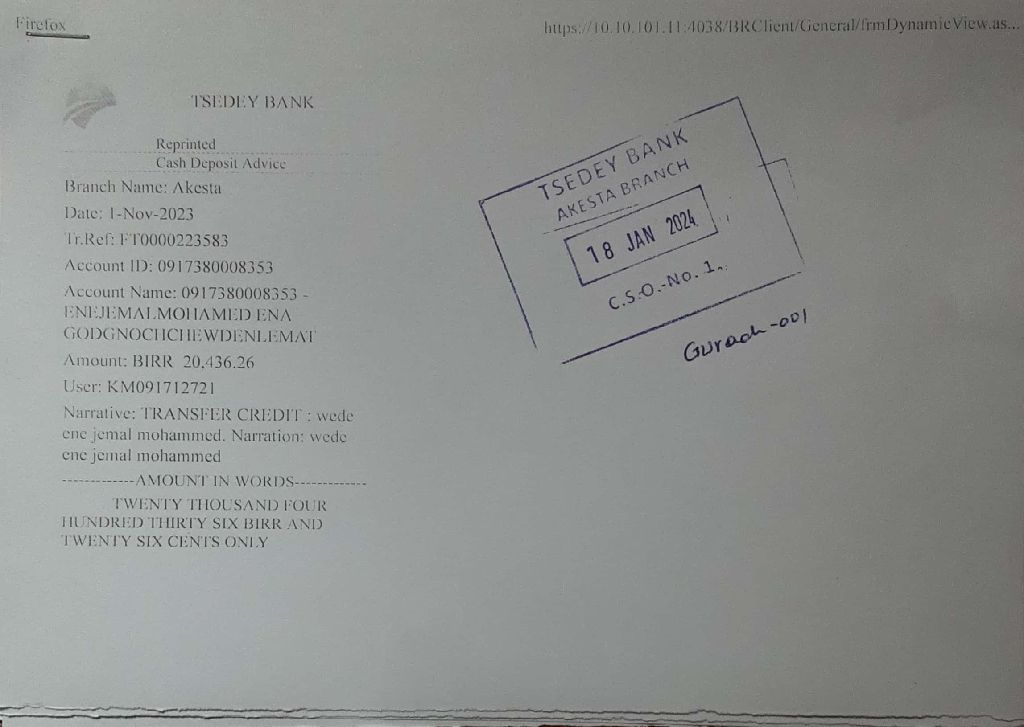 Firefox
https://10.10.101.11:4038/BRClient/General/frmDynamicView.as...
TSEDEY BANK
Reprinted
Cash Deposit Advice
Branch Name: Akesta
Date: 1-Nov-2023
Tr.Ref: FT0000223583
Account ID: 0917380008353
Account Name: 0917380008353 -
ENEJEMALMOHAMED ENA
GODGNOCHCHEWDENLEMAT
Amount: BIRR 20,436.26
User: KM091712721
Narrative: TRANSFER CREDIT : wede
ene jemal mohammed. Narration: wede
ene jemal mohammed
-------------AMOUNT IN WORDS-------------
TWENTY THOUSAND FOUR
HUNDRED THIRTY SIX BIRR AND
TWENTY SIX CENTS ONLY
TSEDEY BANK
AKESTA BRANCH
18 JAN 2024
C.S.O.-No. 1.